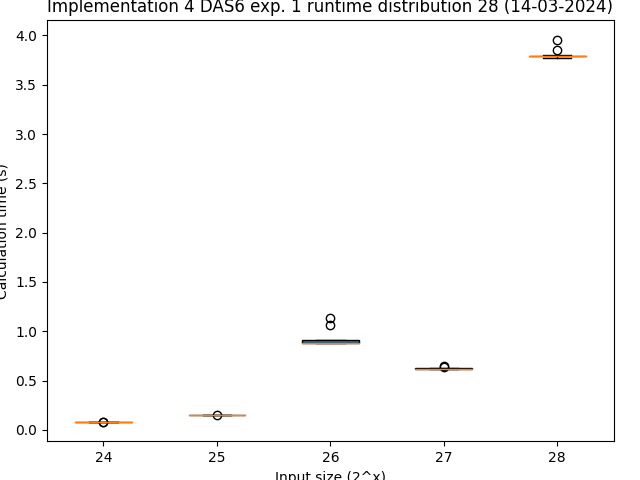 Implementation 4 DAS6 exp. 1 runtime distribution 28 (14-03-2024)
Calculation time (s)
4.0
3.5
3.0
2.5
2.0
1.5
1.0
0.5
0.0
24 25 26 27 28
Input size (2^x)